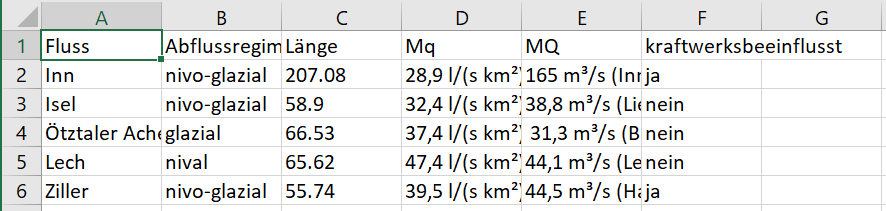 A B C D E F G
1 Fluss Abflussregim Länge Mq MQ kraftwerksbeeinflusst
2 Inn nivo-glazial 207.08 28,9 l/(s km²) 165 m³/s (Inn ja
3 Isel nivo-glazial 58.9 32,4 l/(s km²) 38,8 m³/s (Lie nein
4 Ötztaler Ache glazial 66.53 37,4 l/(s km²) 31,3 m³/s (B nein
5 Lech nival 65.62 47,4 l/(s km²) 44,1 m³/s (Le nein
6 Ziller nivo-glazial 55.74 39,5 l/(s km²) 44,5 m³/s (Ha ja